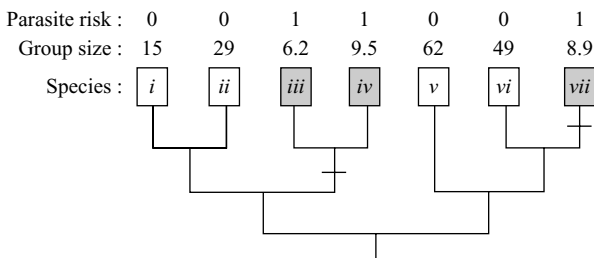 Parasite risk : 0 0 1 1 0 0 1
Group size : 15 29 6.2 9.5 62 49 8.9
Species : i ii iii iv v vi vii